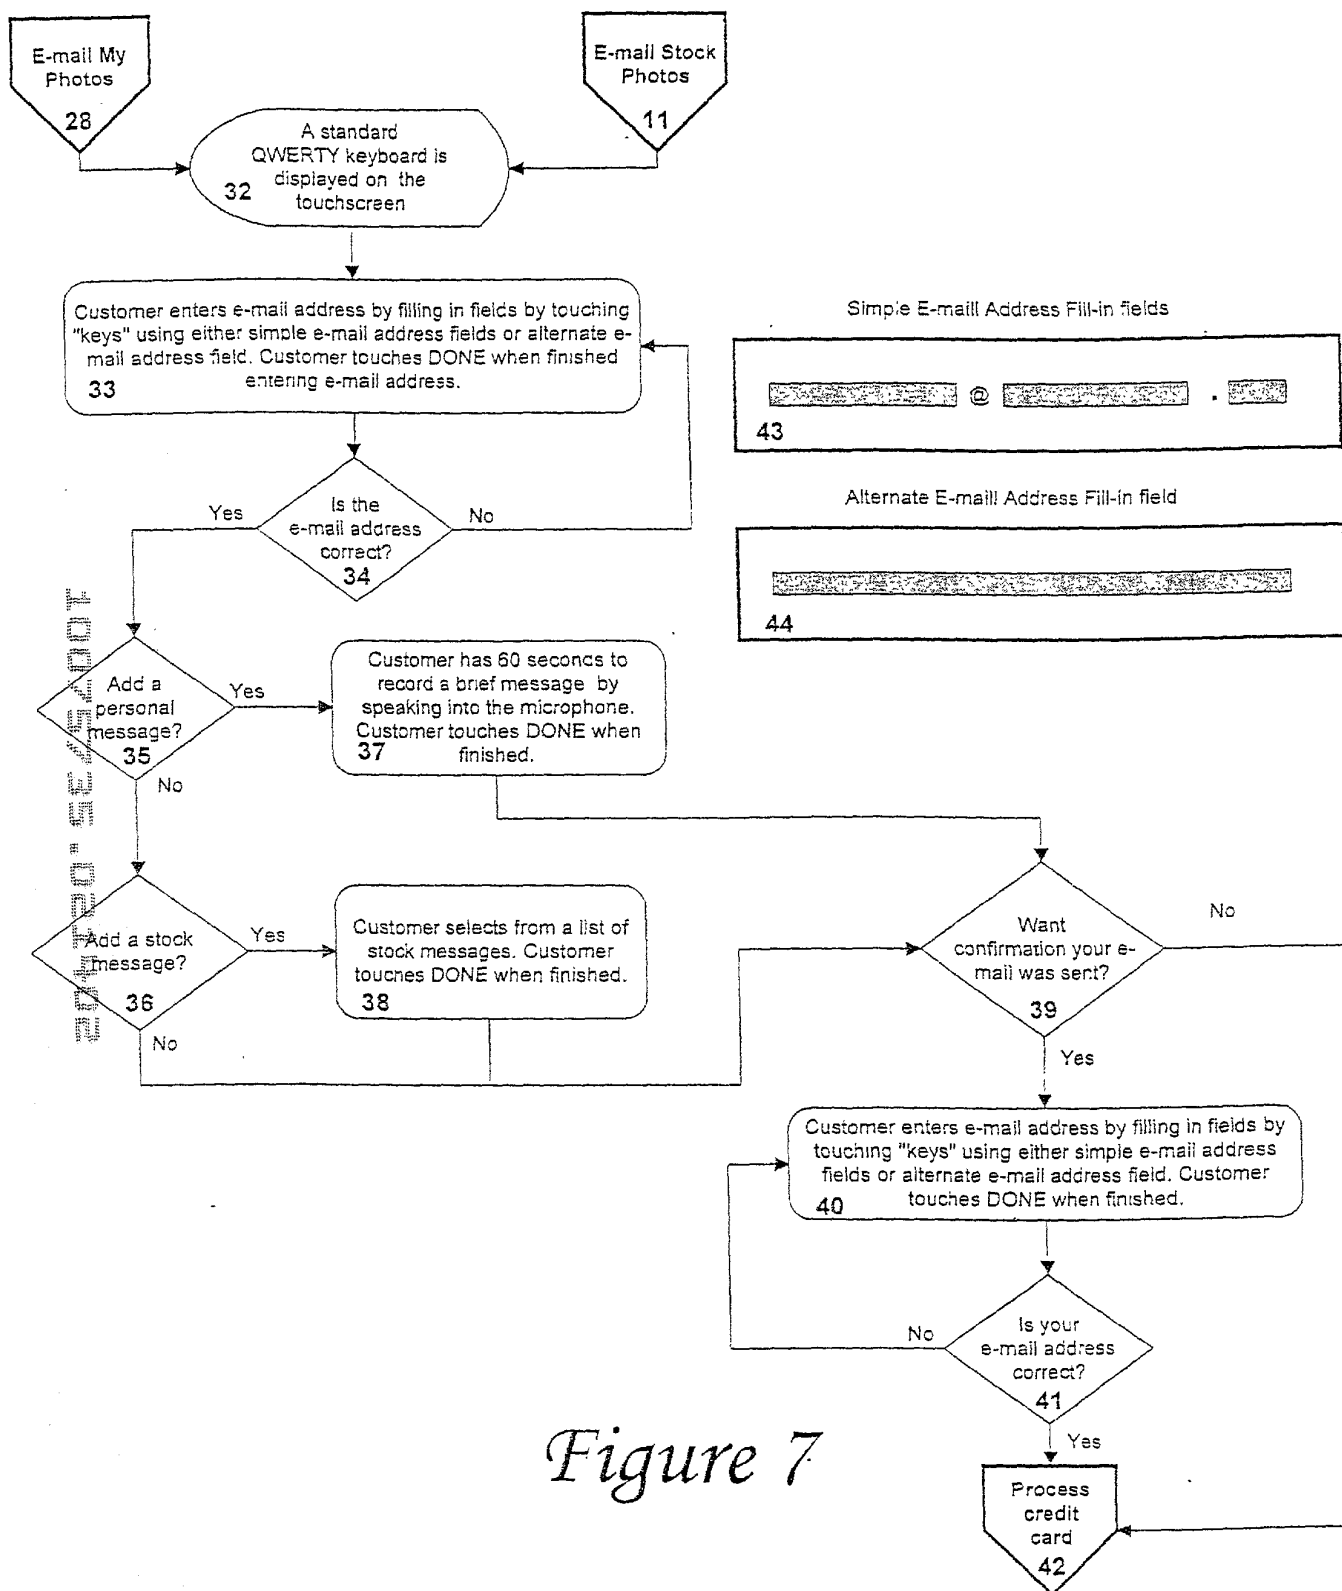 E-mail My
Photos
28
E-mail Stock
Photos
11
A standard
QWERTY keyboard is
displayed on the
touchscreen
32
Customer enters e-mail address by filling in fields by touching
"keys" using either simple e-mail address fields or alternate e-
mail address field. Customer touches DONE when finished
entering e-mail address.
33
Simple E-mail Address Fill-in fields
@ .
43
Alternate E-mail Address Fill-in field
44
Is the
e-mail address
correct?
34
Yes
No
Add a
personal
message?
35
Yes
No
Customer has 60 seconds to
record a brief message by
speaking into the microphone.
Customer touches DONE when
finished.
37
Add a stock
message?
36
Yes
No
Customer selects from a list of
stock messages. Customer
touches DONE when finished.
38
Want
confirmation your e-
mail was sent?
39
No
Yes
Customer enters e-mail address by filling in fields by
touching "keys" using either simple e-mail address
fields or alternate e-mail address field. Customer
touches DONE when finished.
40
Is your
e-mail address
correct?
41
No
Yes
Process
credit
card
42
Figure 7